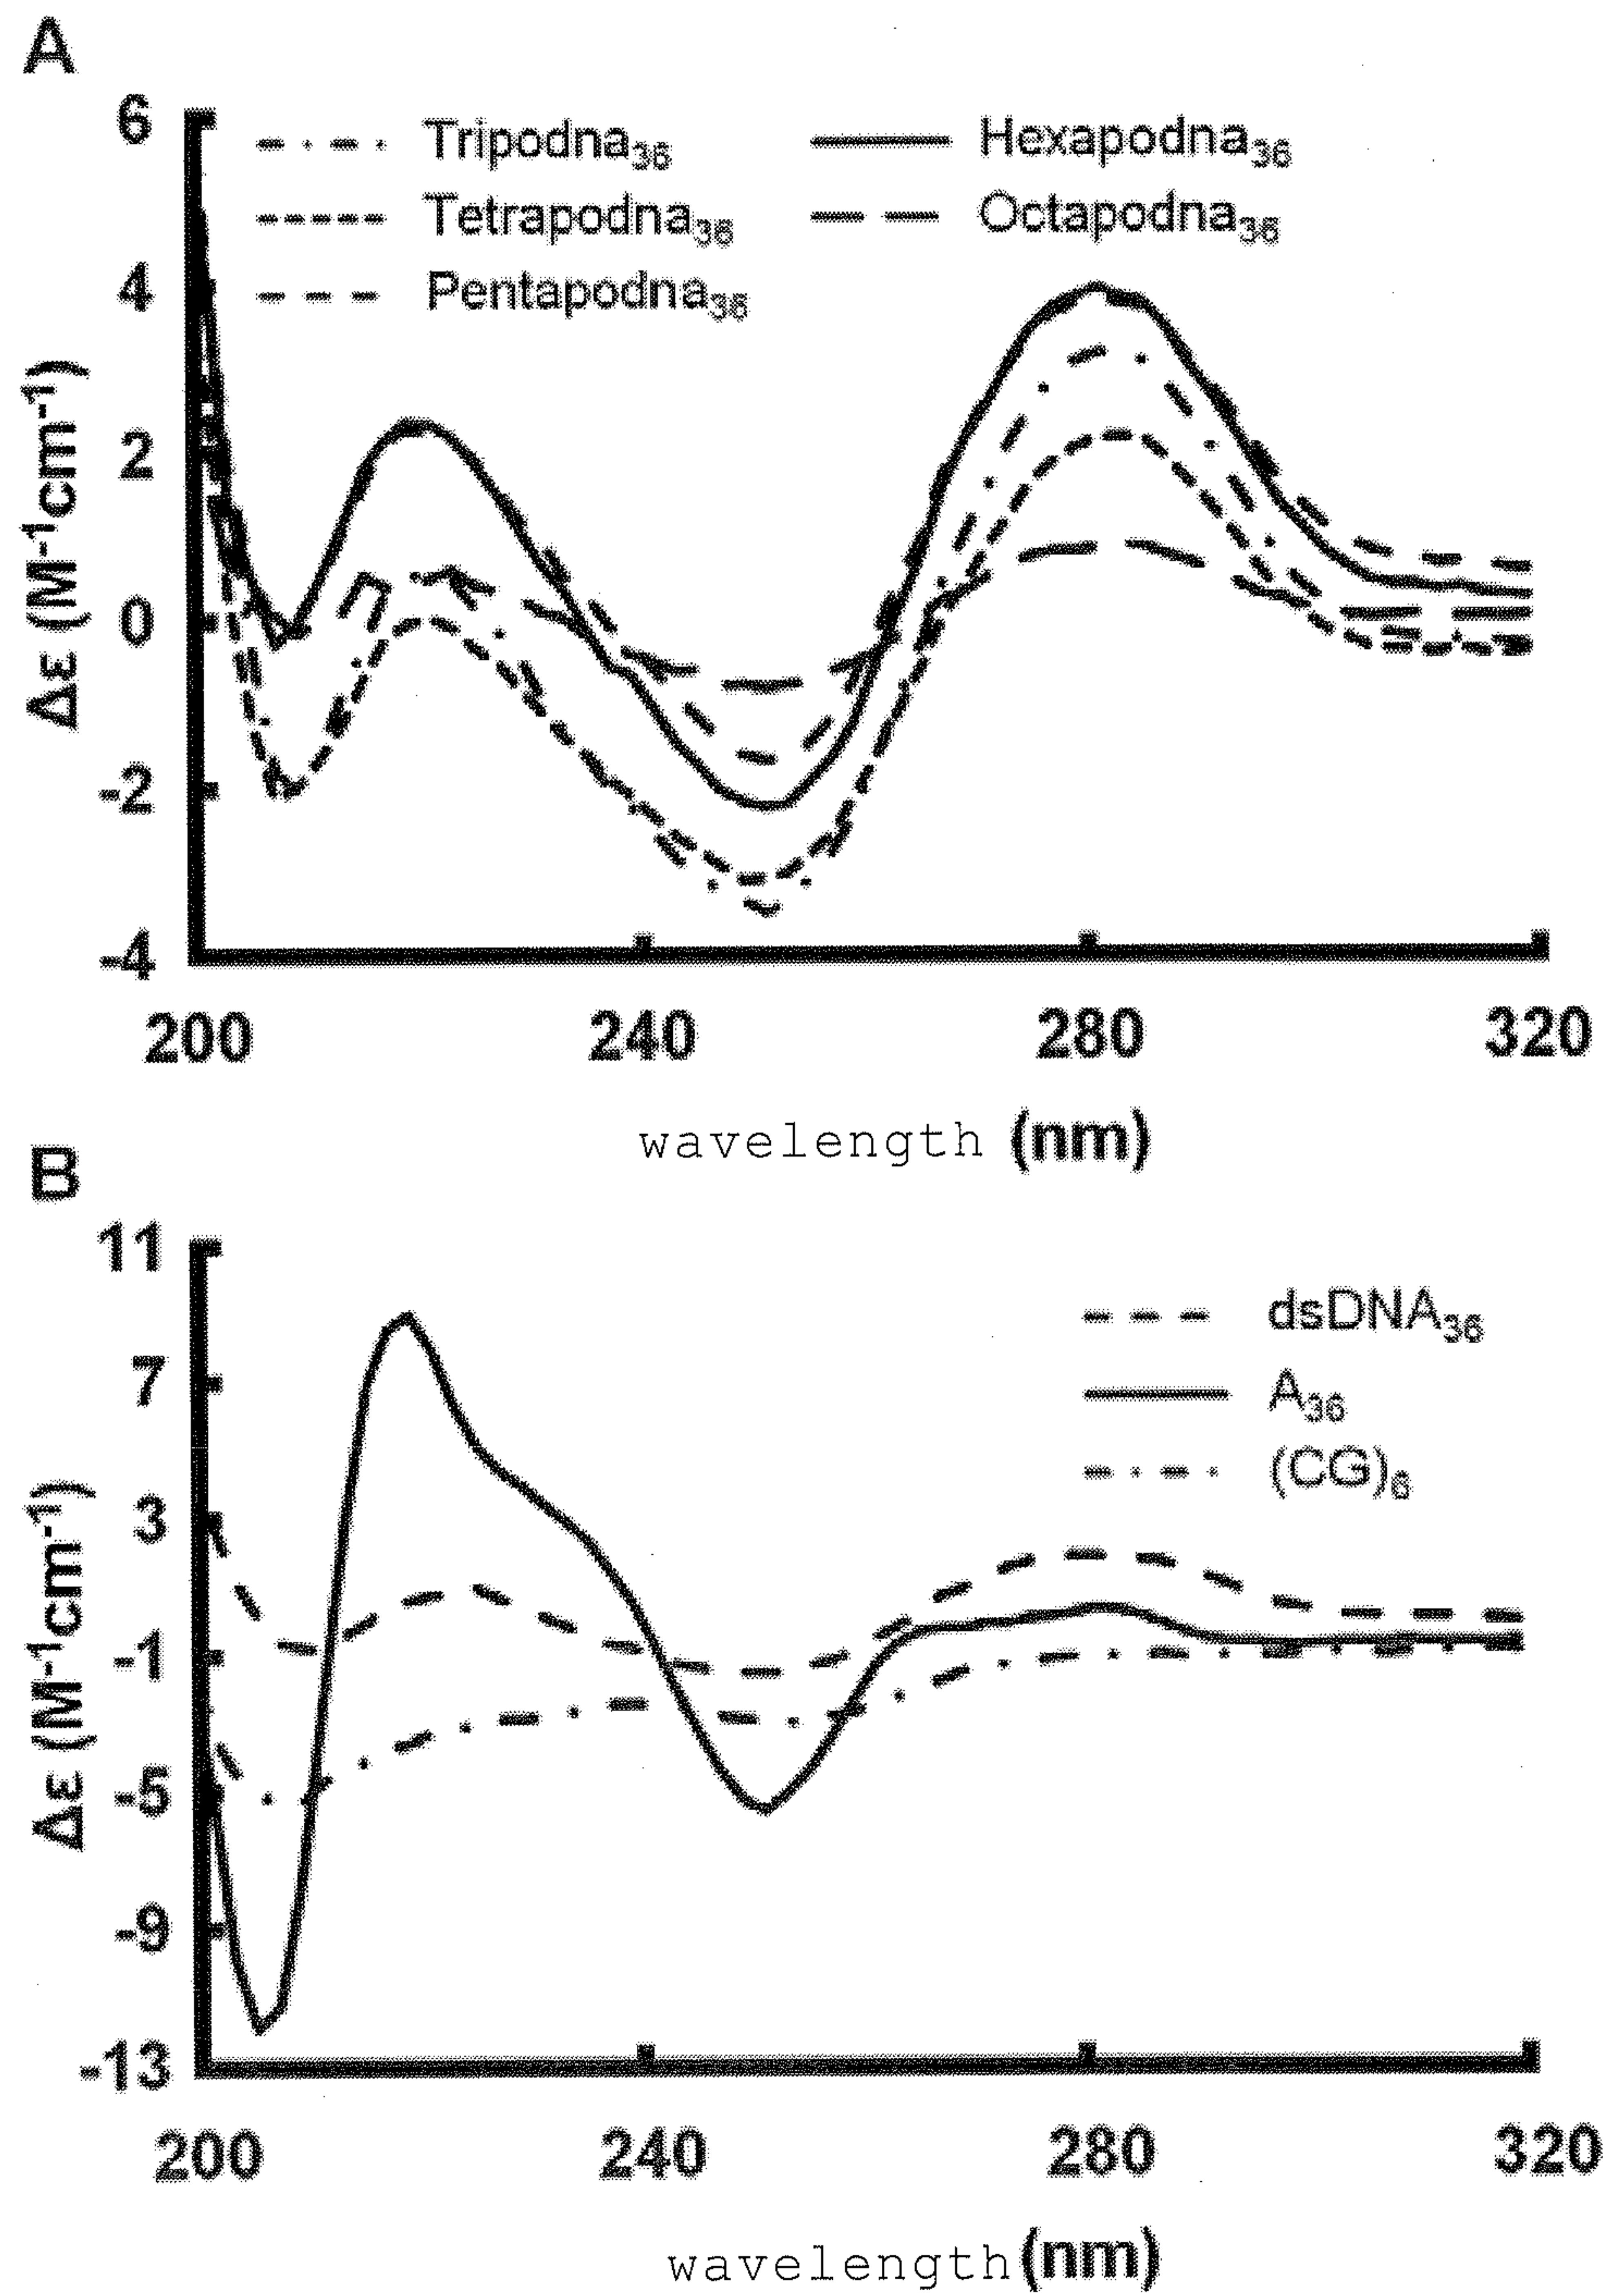 A
6
4
2
0
-2
-4
Δε (M⁻¹cm⁻¹)
Tripodna₃₆
Tetrapodna₃₆
Pentapodna₃₆
Hexapodna₃₆
Octapodna₃₆
200 240 280 320
wavelength (nm)
B
11
7
3
-1
-5
-9
-13
Δε (M⁻¹cm⁻¹)
dsDNA₃₆
A₃₆
(CG)₆
200 240 280 320
wavelength (nm)